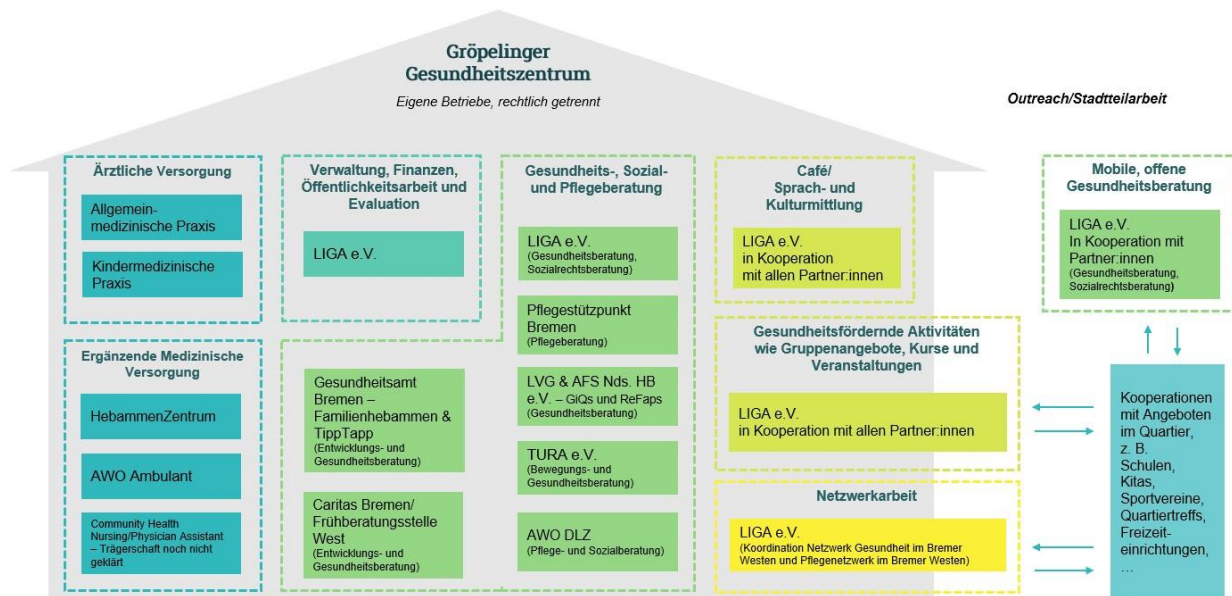 Gröpelinger
Gesundheitszentrum
Eigene Betriebe, rechtlich getrennt
Outreach/Stadtteilarbeit
Ärztliche Versorgung
Allgemein-
medizinische Praxis
Kindermedizinische
Praxis
Ergänzende Medizinische
Versorgung
HebammenZentrum
AWO Ambulant
Community Health
Nursing/Physician Assistant
– Trägerschaft noch nicht
geklärt
Verwaltung, Finanzen,
Öffentlichkeitsarbeit und
Evaluation
LIGA e.V.
Gesundheits-, Sozial-
und Pflegeberatung
LIGA e.V.
(Gesundheitsberatung,
Sozialrechtsberatung)
Pflegestützpunkt
Bremen
(Pflegeberatung)
LVG & AFS Nds. HB
e.V. – GiQs und ReFaps
(Gesundheitsberatung)
TURA e.V.
(Bewegungs- und
Gesundheitsberatung)
AWO DLZ
(Pflege- und Sozialberatung)
Gesundheitsamt
Bremen –
Familienhebammen &
TippTapp
(Entwicklungs- und
Gesundheitsberatung)
Caritas Bremen/
Frühberatungsstelle
West
(Entwicklungs- und
Gesundheitsberatung)
Café/
Sprach- und
Kulturmittlung
LIGA e.V.
in Kooperation
mit allen Partner:innen
Gesundheitsfördernde Aktivitäten
wie Gruppenangebote, Kurse und
Veranstaltungen
LIGA e.V.
in Kooperation mit allen Partner:innen
Netzwerkarbeit
LIGA e.V.
(Koordination Netzwerk Gesundheit im Bremer
Westen und Pflegenetzwerk im Bremer Westen)
Mobile, offene
Gesundheitsberatung
LIGA e.V.
In Kooperation mit
Partner:innen
(Gesundheitsberatung,
Sozialrechtsberatung)
Kooperationen
mit Angeboten
im Quartier,
z. B.
Schulen,
Kitas,
Sportvereine,
Quartiertreffs,
Freizeit-
einrichtungen,
…